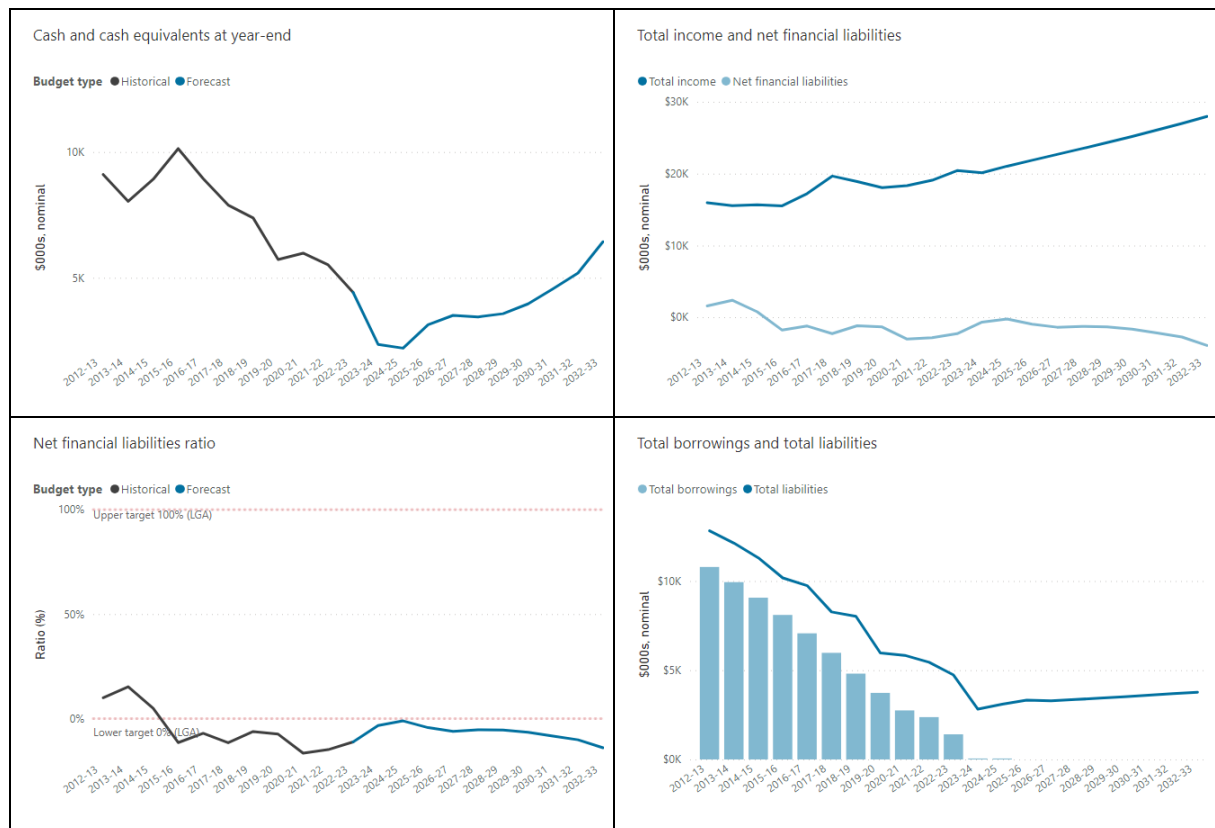 Cash and cash equivalents at year-end
Budget type Historical Forecast
10K
5K
$000s, nominal
2012-13 2013-14 2014-15 2015-16 2016-17 2017-18 2018-19 2019-20 2020-21 2021-22 2022-23 2023-24 2024-25 2025-26 2026-27 2027-28 2028-29 2029-30 2030-31 2031-32 2032-33
Total income and net financial liabilities
Total income Net financial liabilities
$30K
$20K
$10K
$0K
$000s, nominal
2012-13 2013-14 2014-15 2015-16 2016-17 2017-18 2018-19 2019-20 2020-21 2021-22 2022-23 2023-24 2024-25 2025-26 2026-27 2027-28 2028-29 2029-30 2030-31 2031-32 2032-33
Net financial liabilities ratio
Budget type Historical Forecast
100%
Upper target 100% (LGA)
50%
0%
Lower target 0% (LGA)
Ratio (%)
2012-13 2013-14 2014-15 2015-16 2016-17 2017-18 2018-19 2019-20 2020-21 2021-22 2022-23 2023-24 2024-25 2025-26 2026-27 2027-28 2028-29 2029-30 2030-31 2031-32 2032-33
Total borrowings and total liabilities
Total borrowings Total liabilities
$10K
$5K
$0K
$000s, nominal
2012-13 2013-14 2014-15 2015-16 2016-17 2017-18 2018-19 2019-20 2020-21 2021-22 2022-23 2023-24 2024-25 2025-26 2026-27 2027-28 2028-29 2029-30 2030-31 2031-32 2032-33